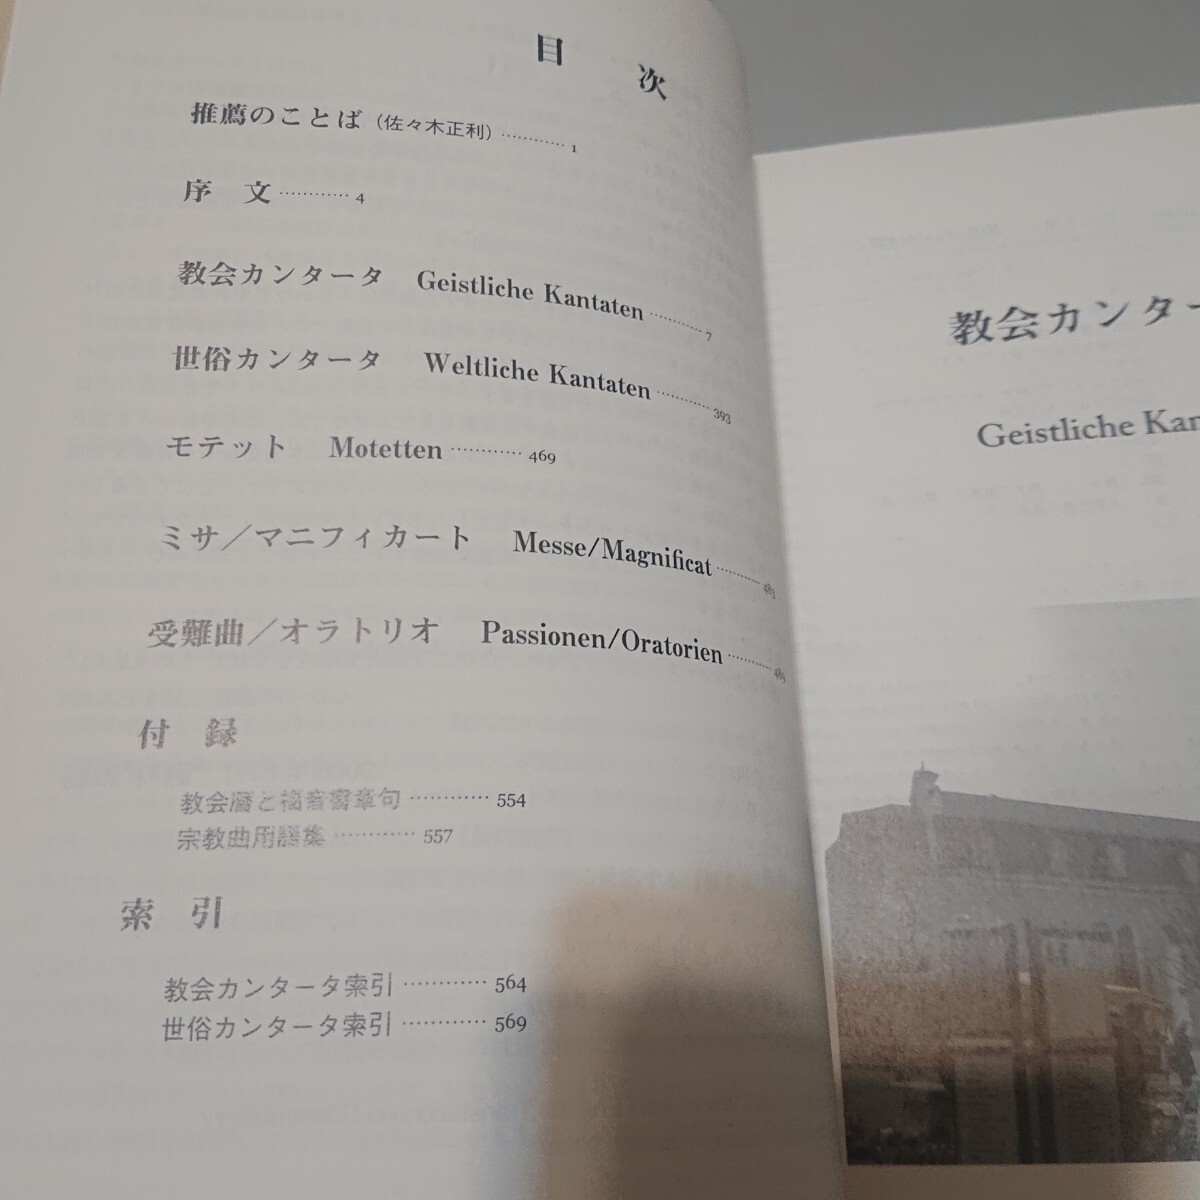 目 次
推薦のことば（佐々木正利）………… 1
序 文 ………… 4
教会カンタータ Geistliche Kantaten ………… 7
世俗カンタータ Weltliche Kantaten ………… 393
モテット Motetten ………… 469
ミサ／マニフィカート Messe/Magnificat …………
受難曲／オラトリオ Passionen/Oratorien …………
付 録
教会暦と福音書章句 ………… 554
宗教曲用語集 ………… 557
索 引
教会カンタータ索引 ………… 564
世俗カンタータ索引 ………… 569
教会カンター
Geistliche Kan